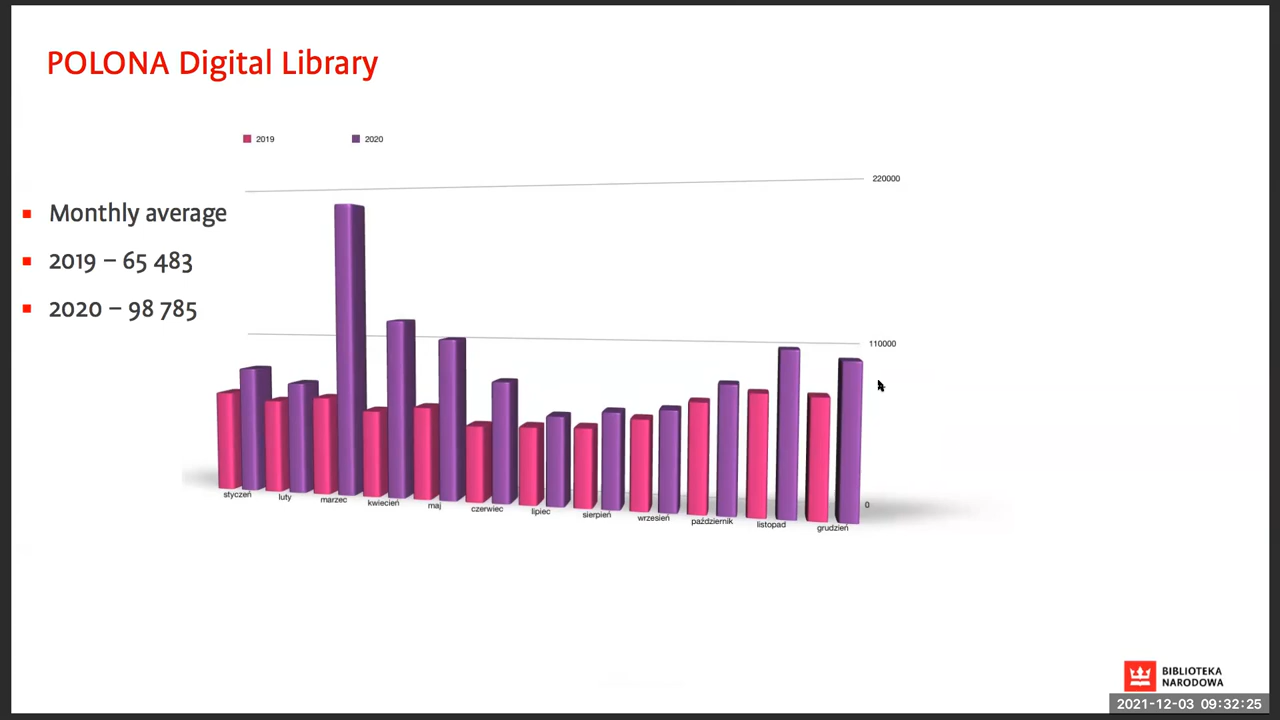 POLONA Digital Library
2019
2020
220000
Monthly average
2019 – 65 483
2020 – 98 785
110000
0
styczeń
luty
marzec
kwiecień
maj
czerwiec
lipiec
sierpień
wrzesień
październik
listopad
grudzień
BIBLIOTEKA
NARODOWA
2021-12-03 09:32:25